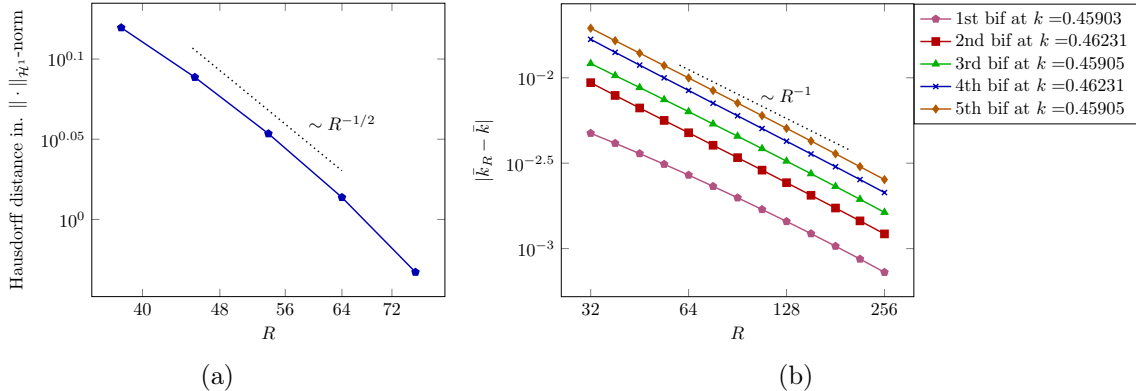 Hausdorff distance in. ∥ · ∥_{\dot{\mathcal{H}}^1}-norm
10^{0.1}
10^{0.05}
10^0
∼ R^{−1/2}
40 48 56 64 72
R
(a)
|\bar{k}_R − \bar{k}|
10^{−2}
10^{−2.5}
10^{−3}
∼ R^{−1}
32 64 128 256
R
(b)
1st bif at k =0.45903
2nd bif at k =0.46231
3rd bif at k =0.45905
4th bif at k =0.46231
5th bif at k =0.45905